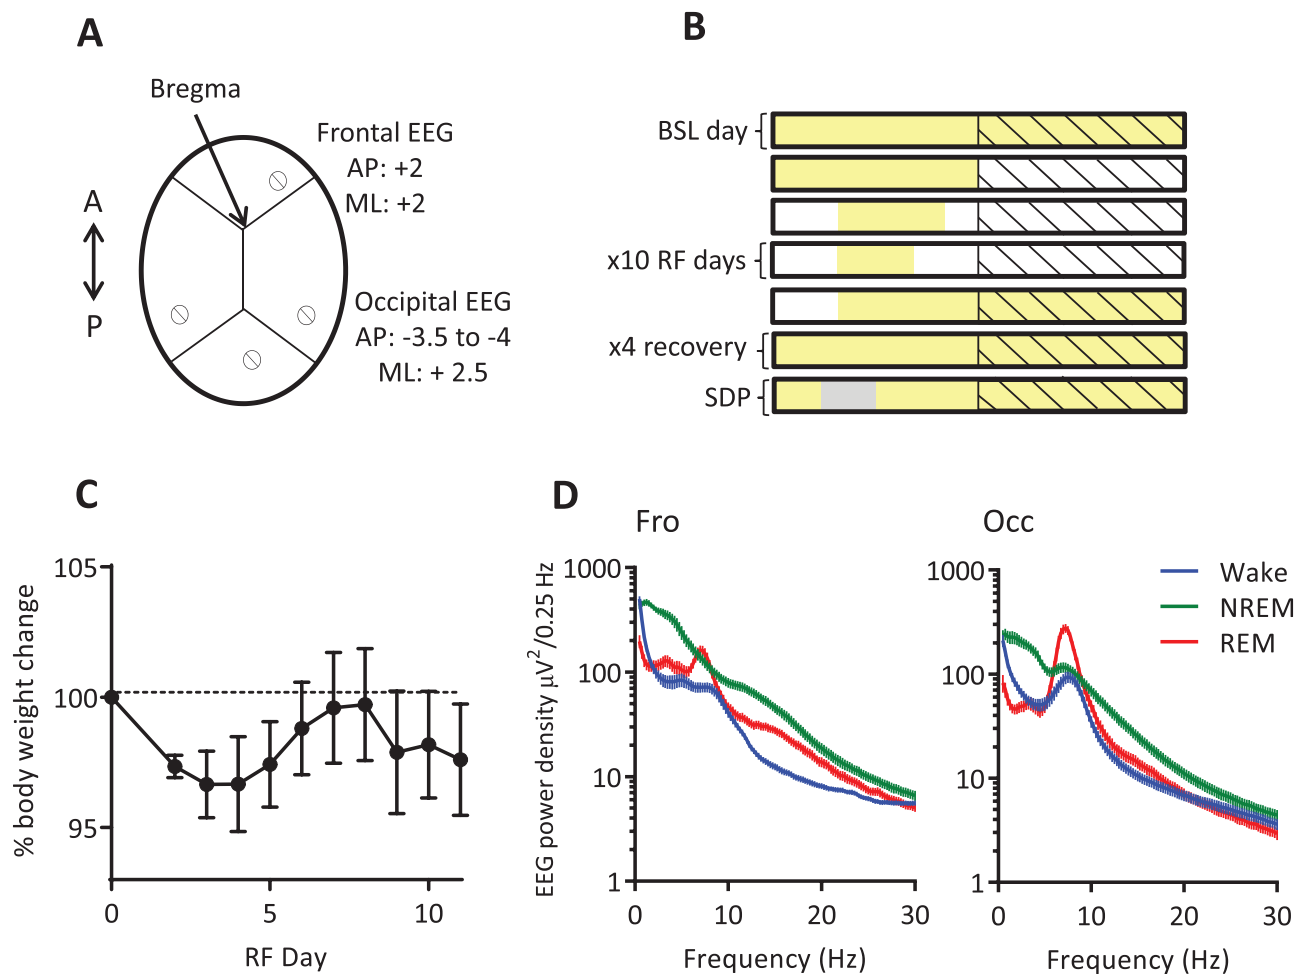 A
Bregma
Frontal EEG
AP: +2
ML: +2
A
P
Occipital EEG
AP: -3.5 to -4
ML: + 2.5
B
BSL day
x10 RF days
x4 recovery
SDP
C
% body weight change
105
100
95
0
5
10
RF Day
D
Fro
EEG power density µV²/0.25 Hz
1000
100
10
1
0
10
20
30
Frequency (Hz)
Occ
1000
100
10
1
0
10
20
30
Frequency (Hz)
Wake
NREM
REM